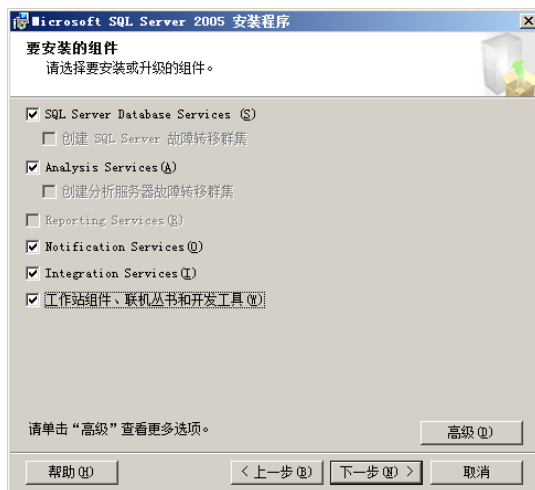 Microsoft SQL Server 2005 安装程序
要安装的组件
请选择要安装或升级的组件。
SQL Server Database Services (S)
创建 SQL Server 故障转移群集
Analysis Services(A)
创建分析服务器故障转移群集
Reporting Services(R)
Notification Services(O)
Integration Services(I)
工作站组件、联机丛书和开发工具(W)
请单击“高级”查看更多选项。
高级(D)
帮助(H)
< 上一步(B)
下一步(N) >
取消